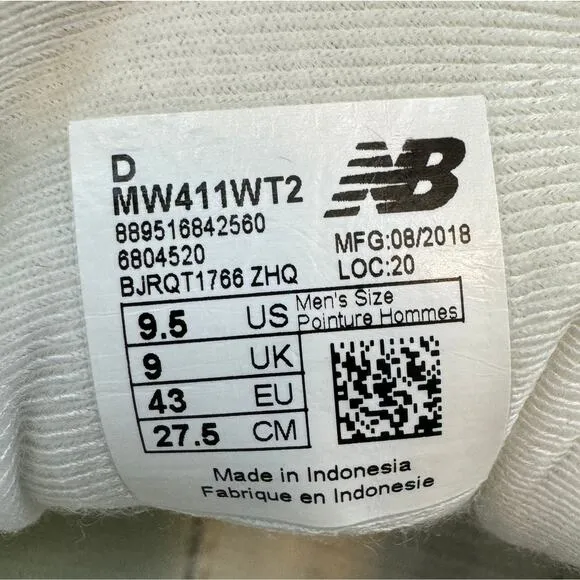 D
MW411WT2
889516842560
6804520
BJRQT1766 ZHQ
NB
MFG:08/2018
LOC:20
9.5 US Men's Size
Pointure Hommes
9 UK
43 EU
27.5 CM
Made in Indonesia
Fabrique en Indonesie